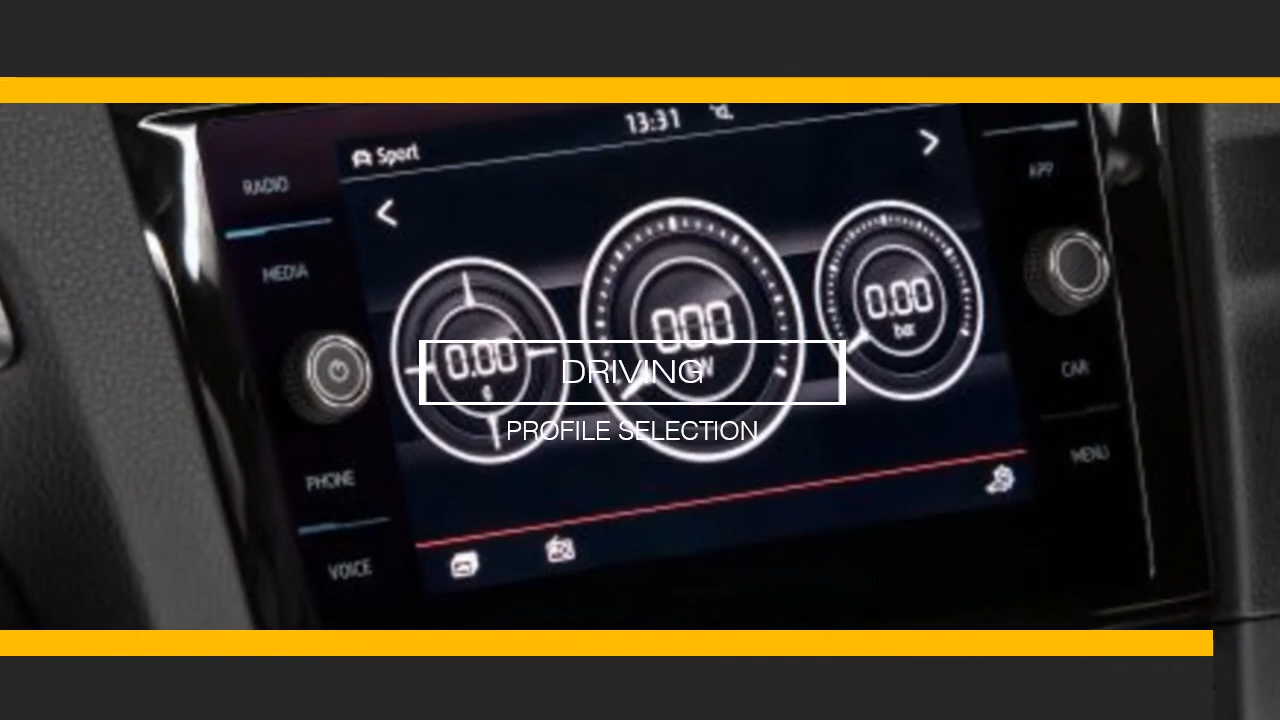 13:31
Sport
RADIO
APP
MEDIA
0.00
bar
000
0.00
G
DRIVING
CAR
PROFILE SELECTION
MENU
PHONE
VOICE